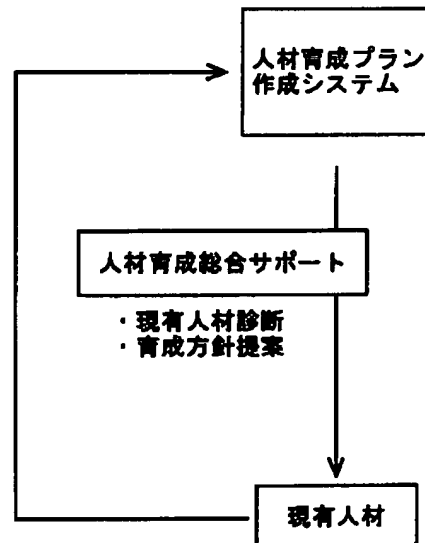 人材育成プラン
作成システム
人材育成総合サポート
・現有人材診断
・育成方針提案
現有人材